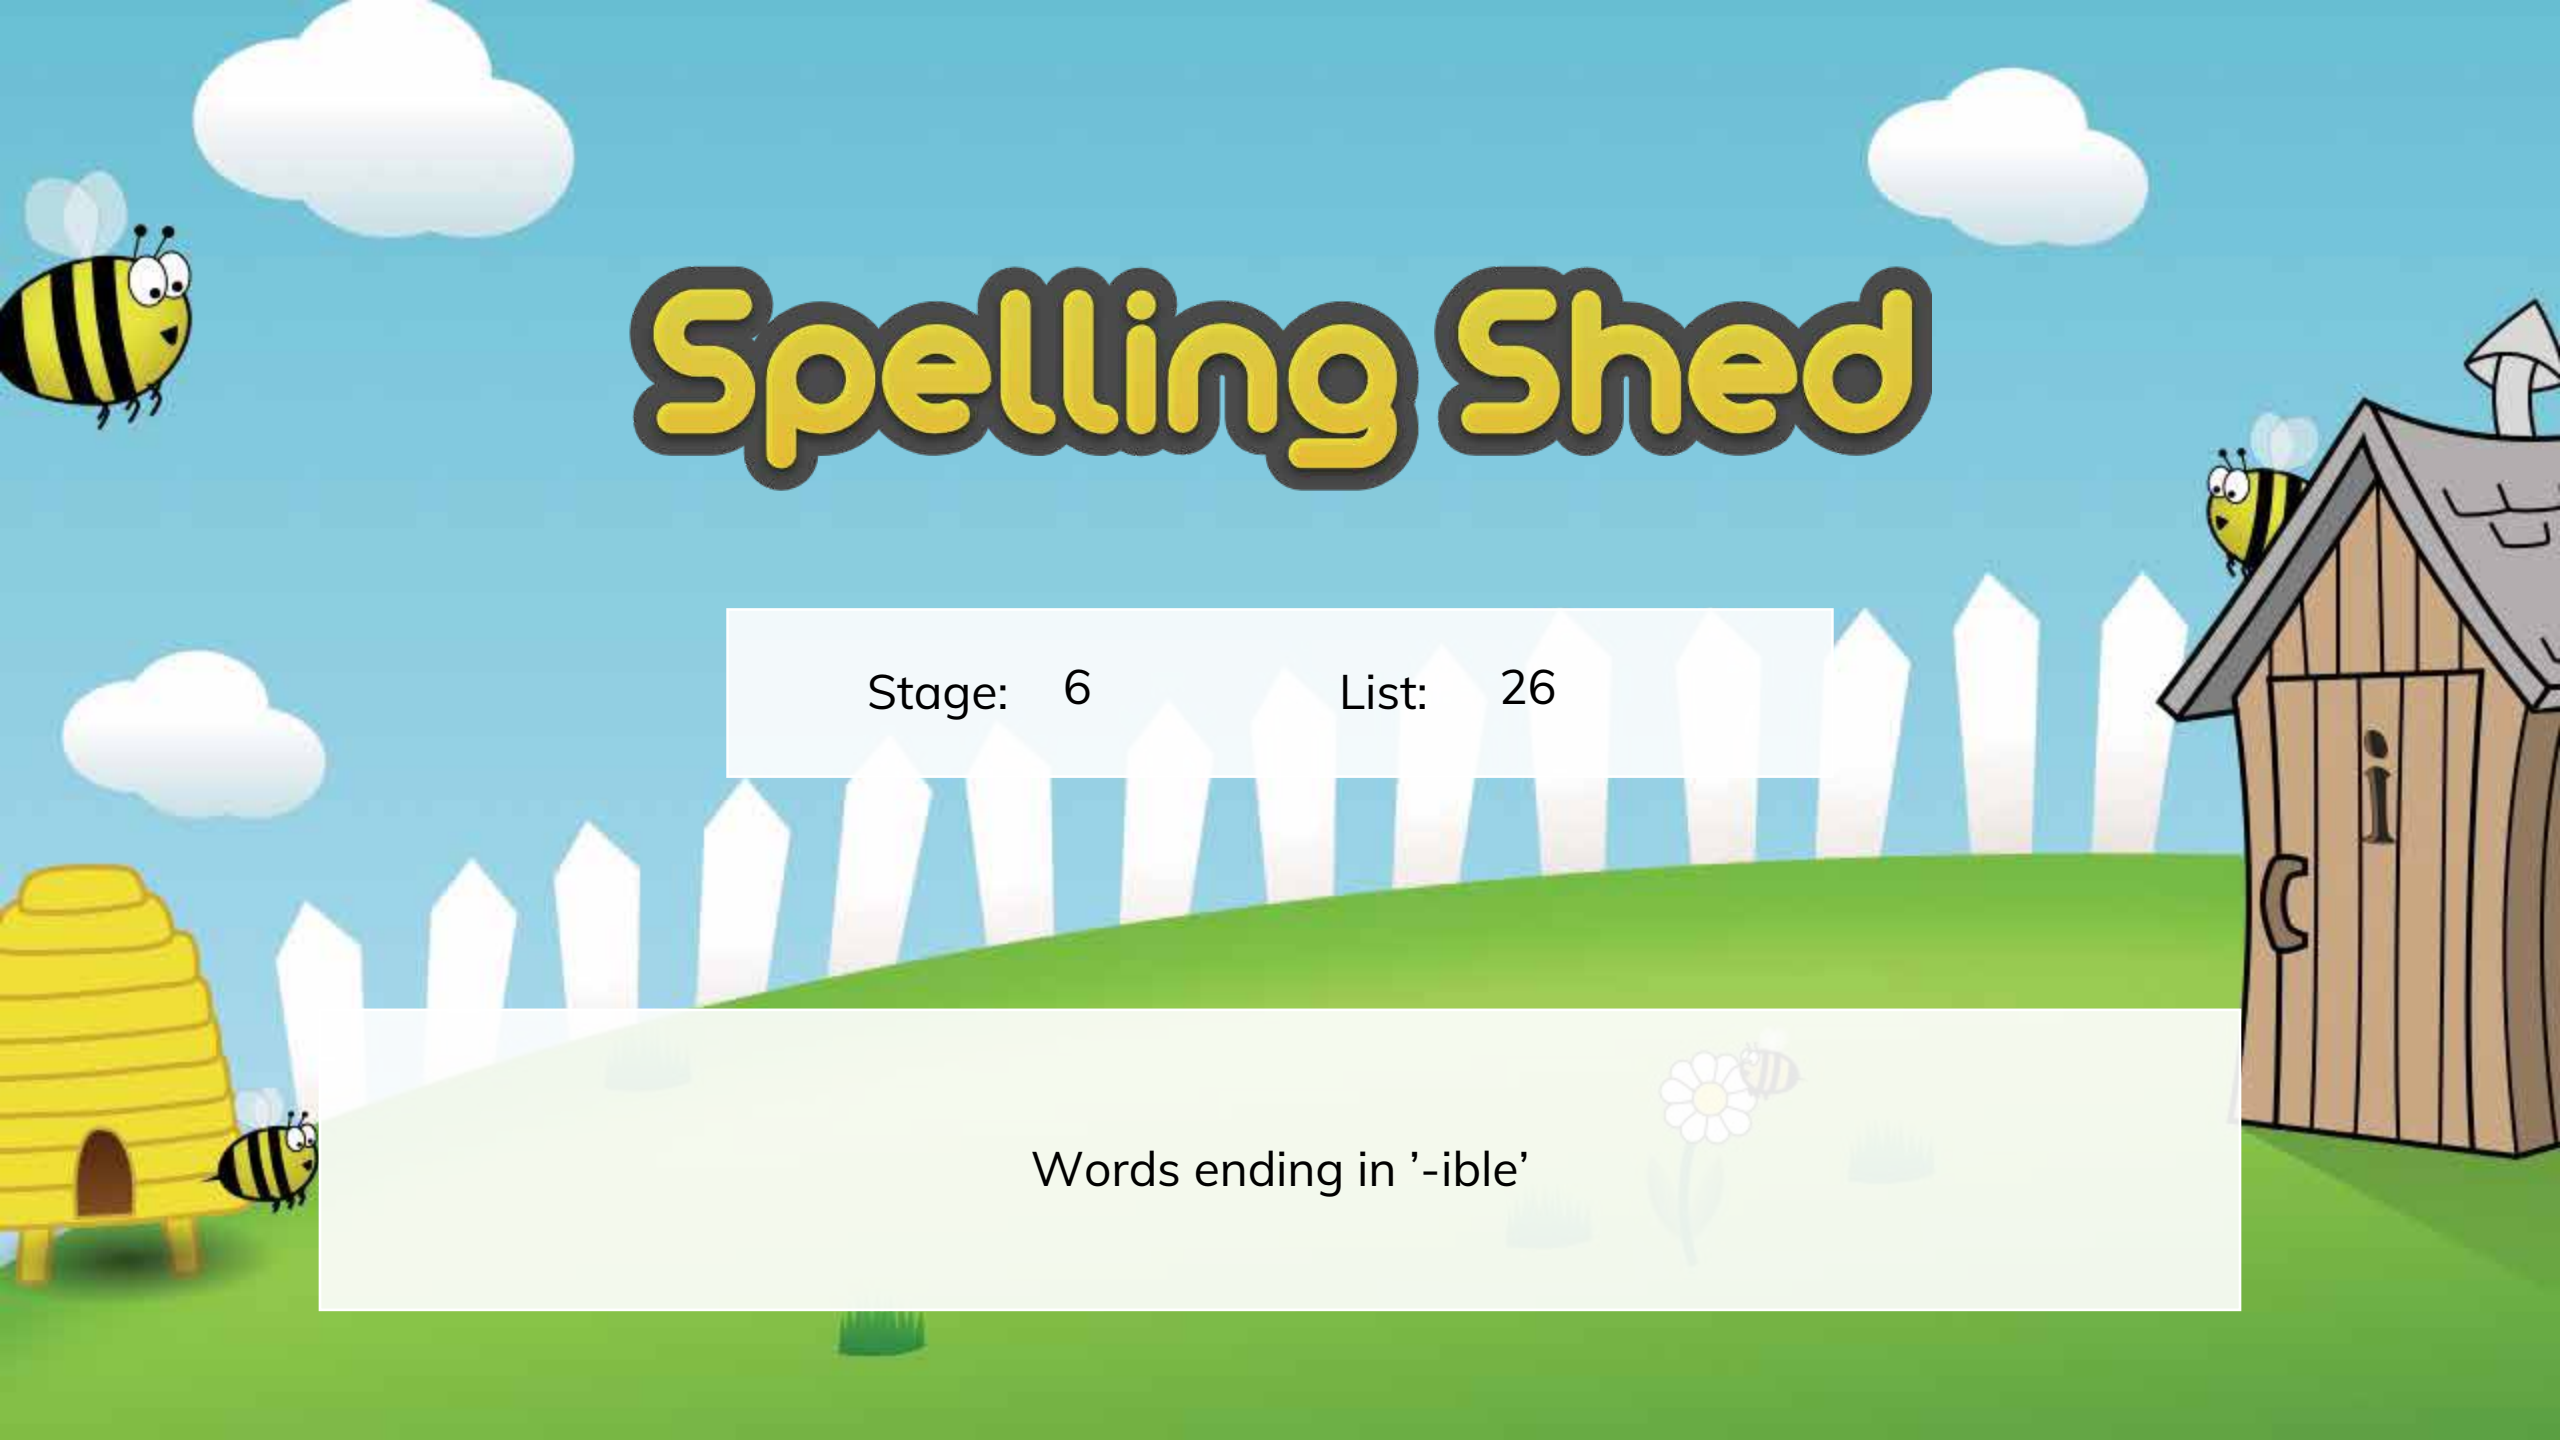 Spelling Shed
Stage: 6 List: 26
i
Words ending in ’-ible’